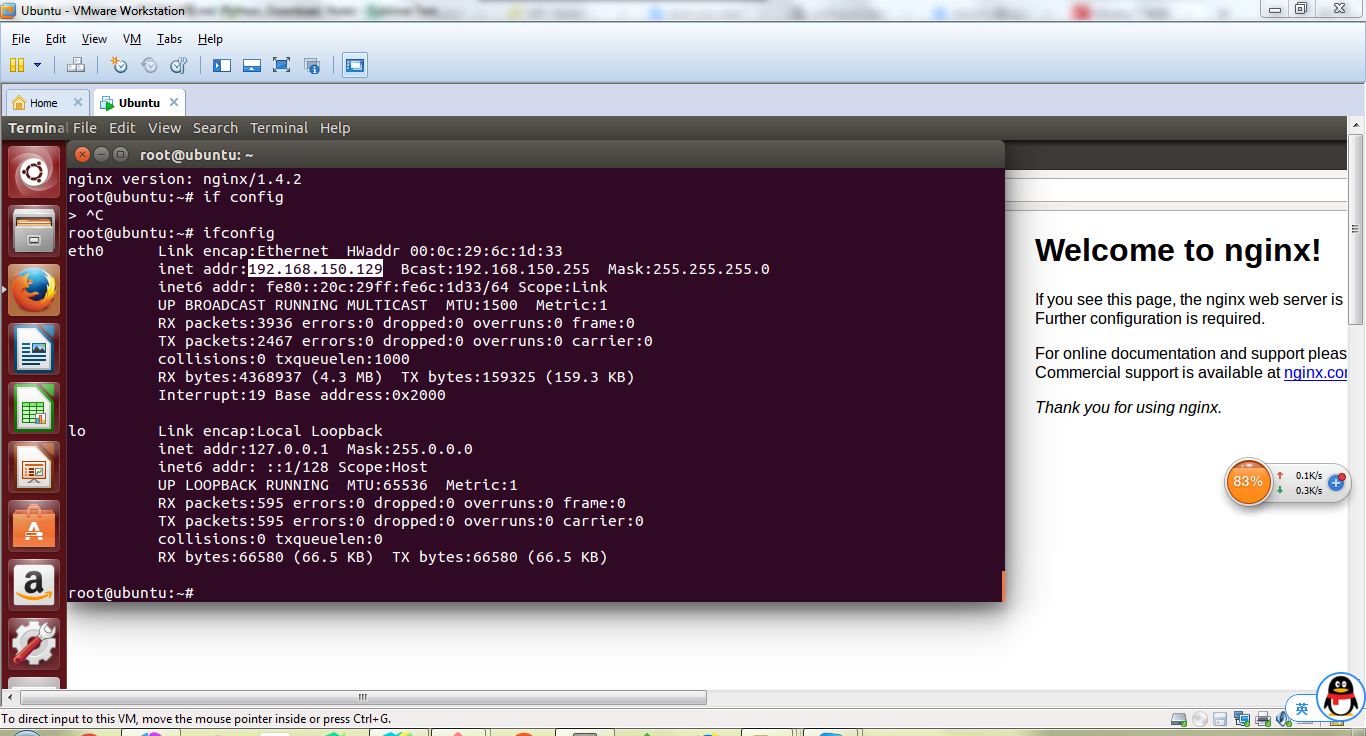 Ubuntu - VMware Workstation
File Edit View VM Tabs Help
Home Ubuntu
Terminal File Edit View Search Terminal Help
root@ubuntu: ~
nginx version: nginx/1.4.2
root@ubuntu:~# if config
> ^C
root@ubuntu:~# ifconfig
eth0 Link encap:Ethernet HWaddr 00:0c:29:6c:1d:33
inet addr:192.168.150.129 Bcast:192.168.150.255 Mask:255.255.255.0
inet6 addr: fe80::20c:29ff:fe6c:1d33/64 Scope:Link
UP BROADCAST RUNNING MULTICAST MTU:1500 Metric:1
RX packets:3936 errors:0 dropped:0 overruns:0 frame:0
TX packets:2467 errors:0 dropped:0 overruns:0 carrier:0
collisions:0 txqueuelen:1000
RX bytes:4368937 (4.3 MB) TX bytes:159325 (159.3 KB)
Interrupt:19 Base address:0x2000
lo Link encap:Local Loopback
inet addr:127.0.0.1 Mask:255.0.0.0
inet6 addr: ::1/128 Scope:Host
UP LOOPBACK RUNNING MTU:65536 Metric:1
RX packets:595 errors:0 dropped:0 overruns:0 frame:0
TX packets:595 errors:0 dropped:0 overruns:0 carrier:0
collisions:0 txqueuelen:0
RX bytes:66580 (66.5 KB) TX bytes:66580 (66.5 KB)
root@ubuntu:~#
Welcome to nginx!
If you see this page, the nginx web server is
Further configuration is required.
For online documentation and support pleas
Commercial support is available at nginx.co
Thank you for using nginx.
83%
0.1K/s
0.3K/s
英
To direct input to this VM, move the mouse pointer inside or press Ctrl+G.